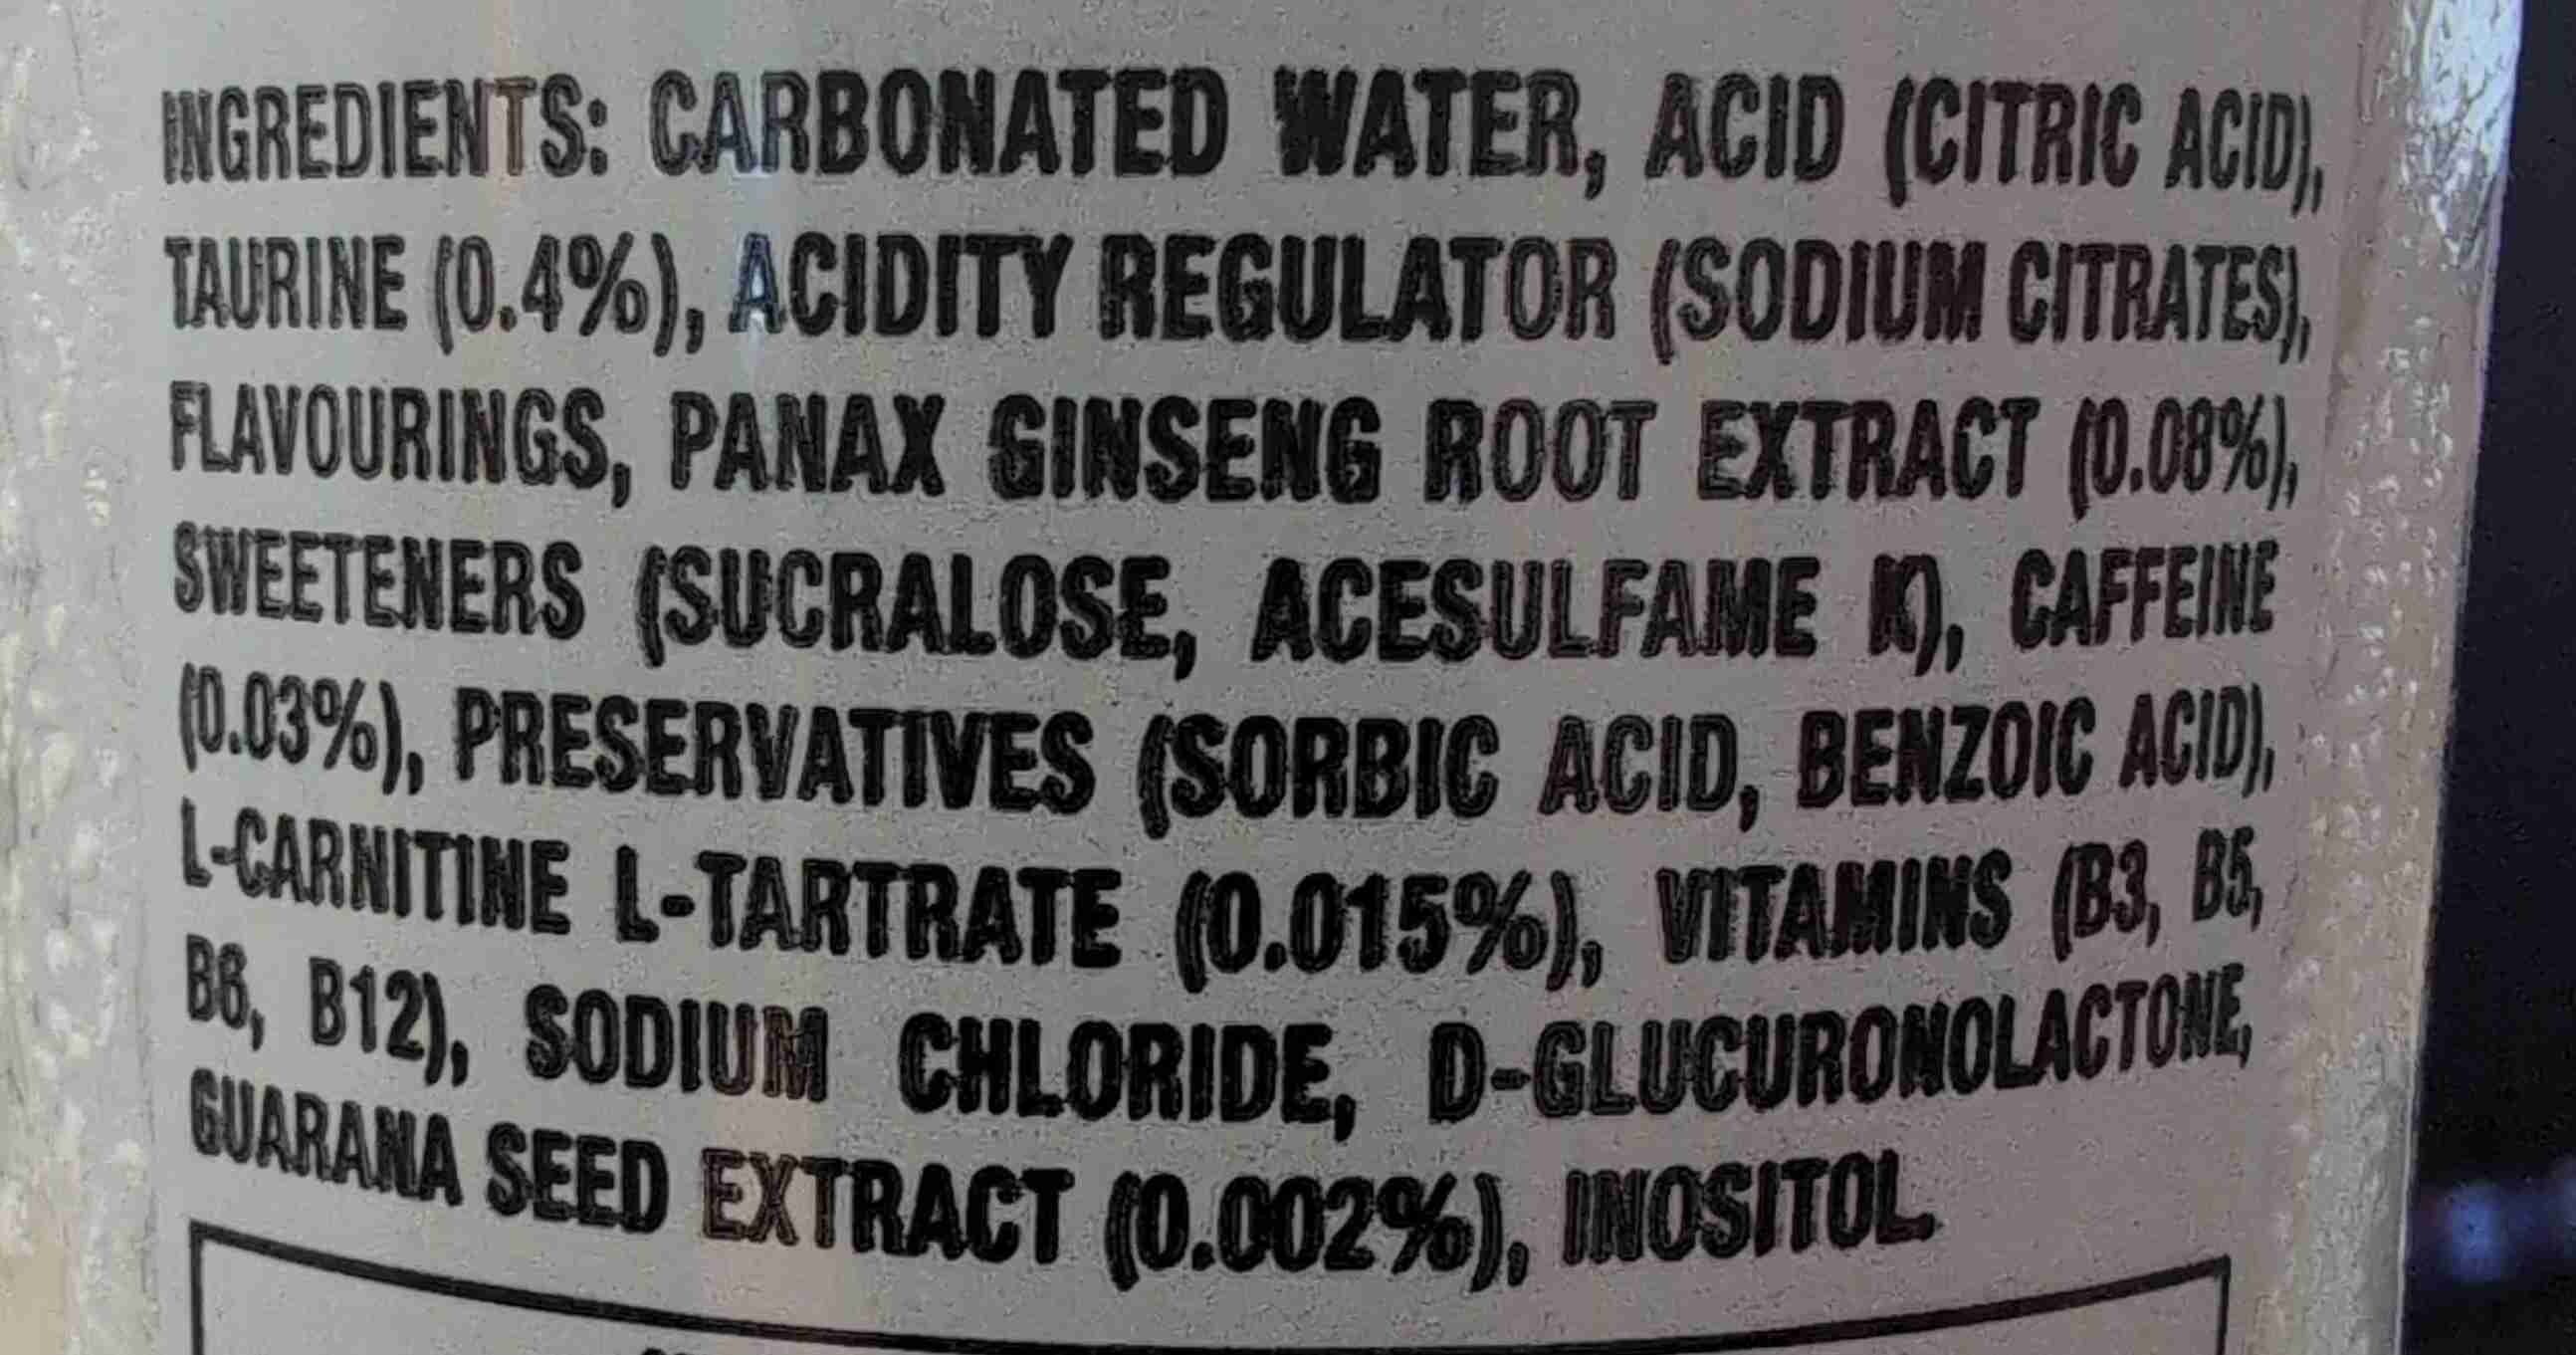 INGREDIENTS: CARBONATED WATER, ACID (CITRIC ACID),
TAURINE (0.4%), ACIDITY REGULATOR (SODIUM CITRATES),
FLAVOURINGS, PANAX GINSENG ROOT EXTRACT (0.08%),
SWEETENERS (SUCRALOSE, ACESULFAME K), CAFFEINE
(0.03%), PRESERVATIVES (SORBIC ACID, BENZOIC ACID),
L-CARNITINE L-TARTRATE (0.015%), VITAMINS (B3, B5,
B6, B12), SODIUM CHLORIDE, D-GLUCURONOLACTONE,
GUARANA SEED EXTRACT (0.002%), INOSITOL.